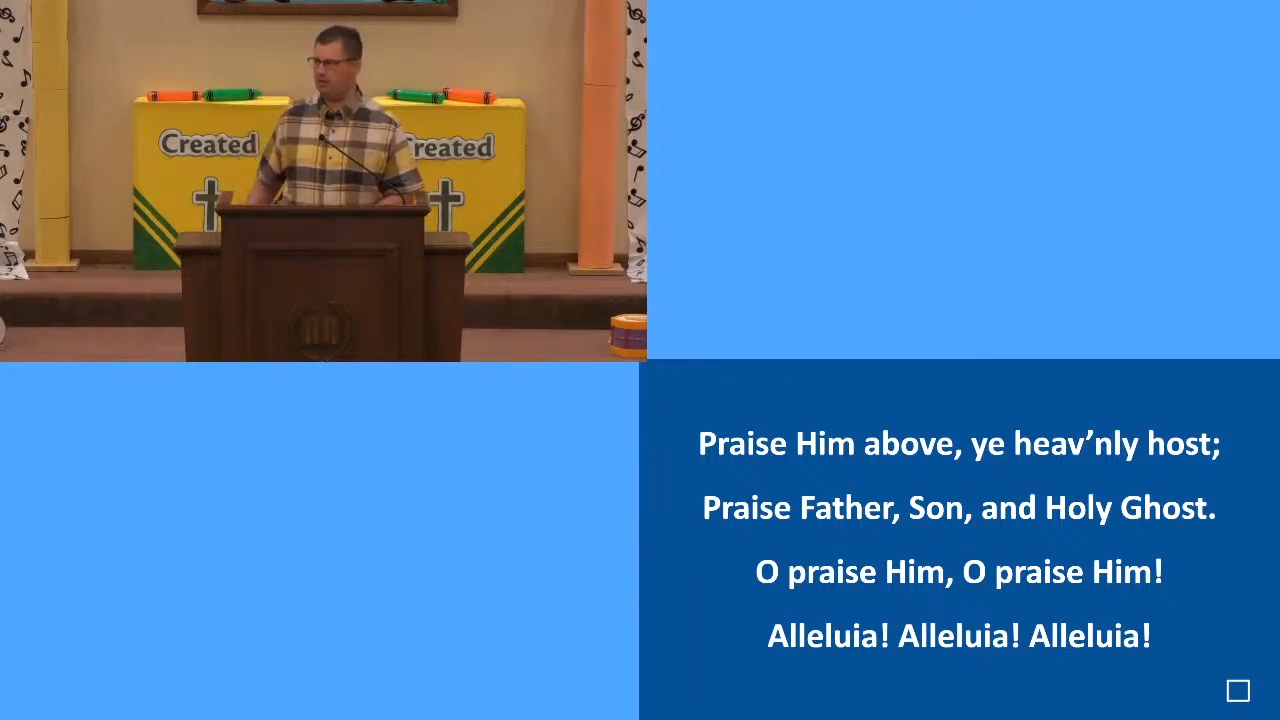 Created
Created
Praise Him above, ye heav’nly host;
Praise Father, Son, and Holy Ghost.
O praise Him, O praise Him!
Alleluia! Alleluia! Alleluia!